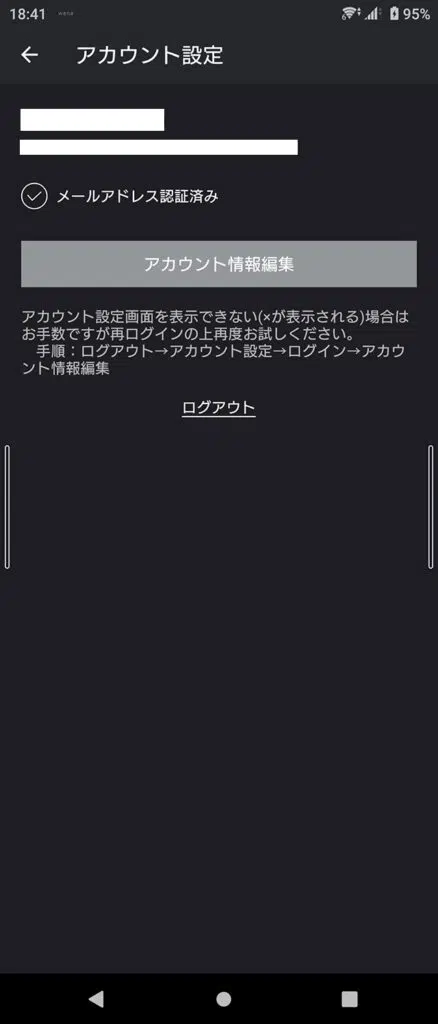 18:41 wena 95%
アカウント設定
メールアドレス認証済み
アカウント情報編集
アカウント設定画面を表示できない(×が表示される)場合は
お手数ですが再ログインの上再度お試しください。
　手順：ログアウト→アカウント設定→ログイン→アカウ
ント情報編集
ログアウト